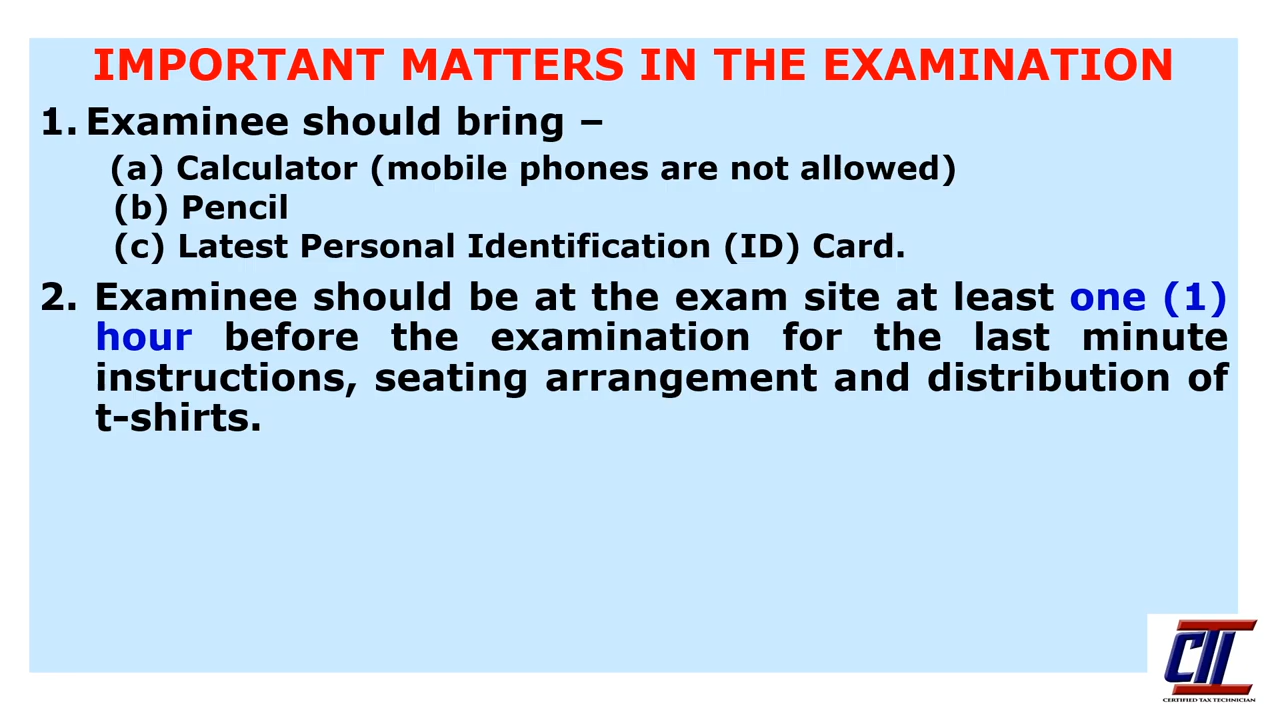 IMPORTANT MATTERS IN THE EXAMINATION
1. Examinee should bring –
(a) Calculator (mobile phones are not allowed)
(b) Pencil
(c) Latest Personal Identification (ID) Card.
2. Examinee should be at the exam site at least one (1)
hour before the examination for the last minute
instructions, seating arrangement and distribution of
t-shirts.
CTT
CERTIFIED TAX TECHNICIAN